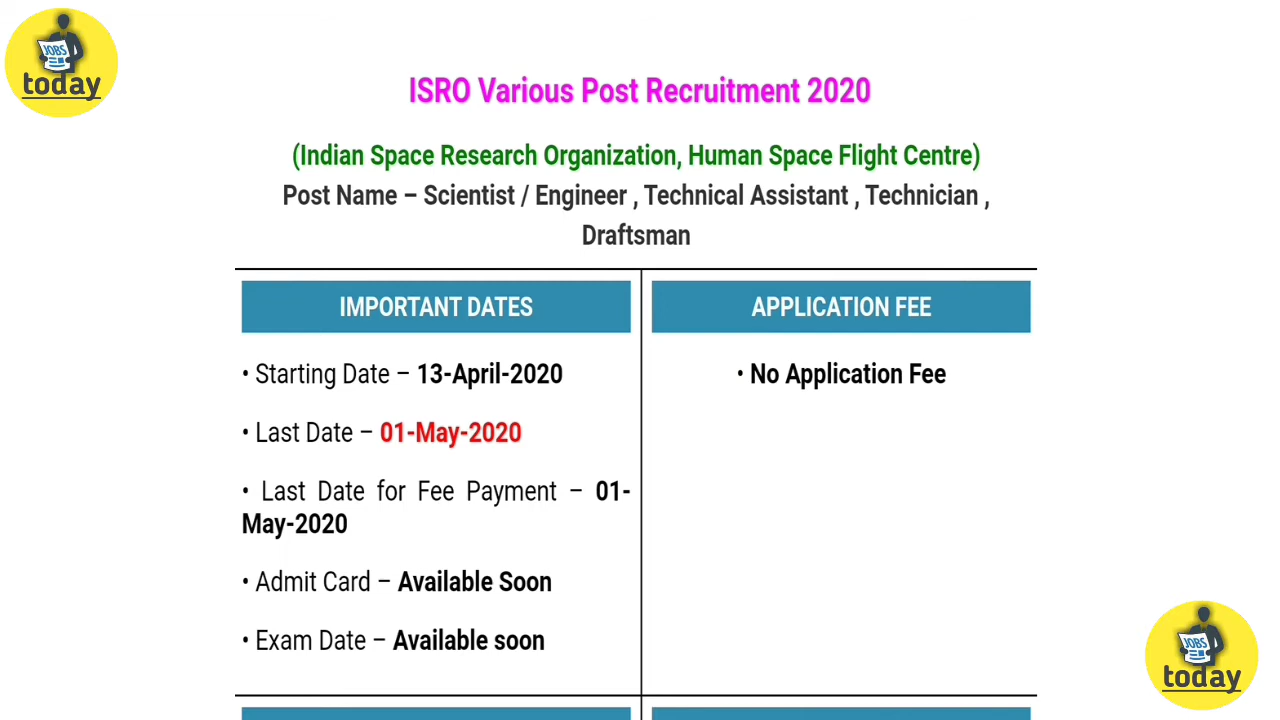 JOBS
today
ISRO Various Post Recruitment 2020
(Indian Space Research Organization, Human Space Flight Centre)
Post Name – Scientist / Engineer , Technical Assistant , Technician ,
Draftsman
IMPORTANT DATES
• Starting Date – 13-April-2020
• Last Date – 01-May-2020
• Last Date for Fee Payment – 01-
May-2020
• Admit Card – Available Soon
• Exam Date – Available soon
APPLICATION FEE
• No Application Fee
JOBS
today